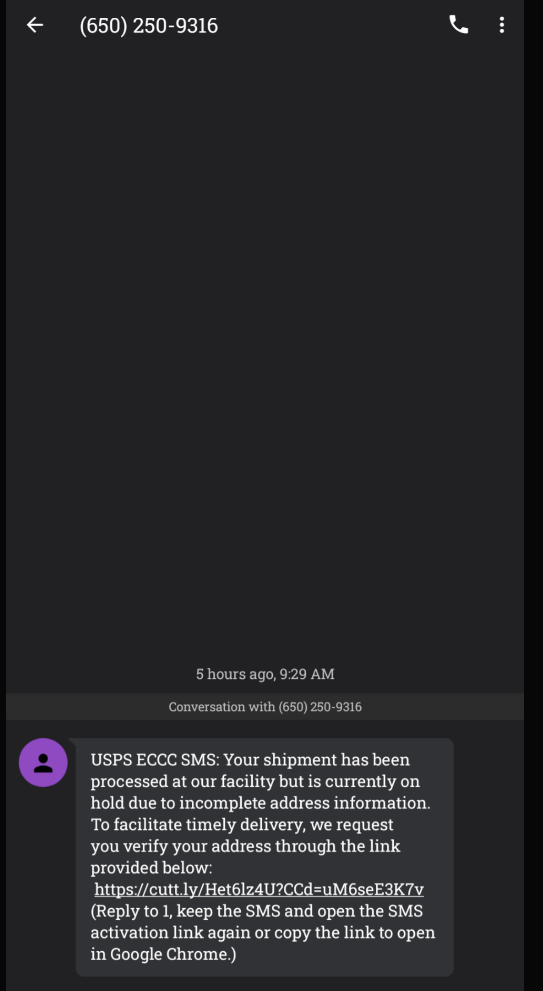 (650) 250-9316
5 hours ago, 9:29 AM
Conversation with (650) 250-9316
USPS ECCC SMS: Your shipment has been
processed at our facility but is currently on
hold due to incomplete address information.
To facilitate timely delivery, we request
you verify your address through the link
provided below:
https://cutt.ly/Het6lz4U?CCd=uM6seE3K7v
(Reply to 1, keep the SMS and open the SMS
activation link again or copy the link to open
in Google Chrome.)